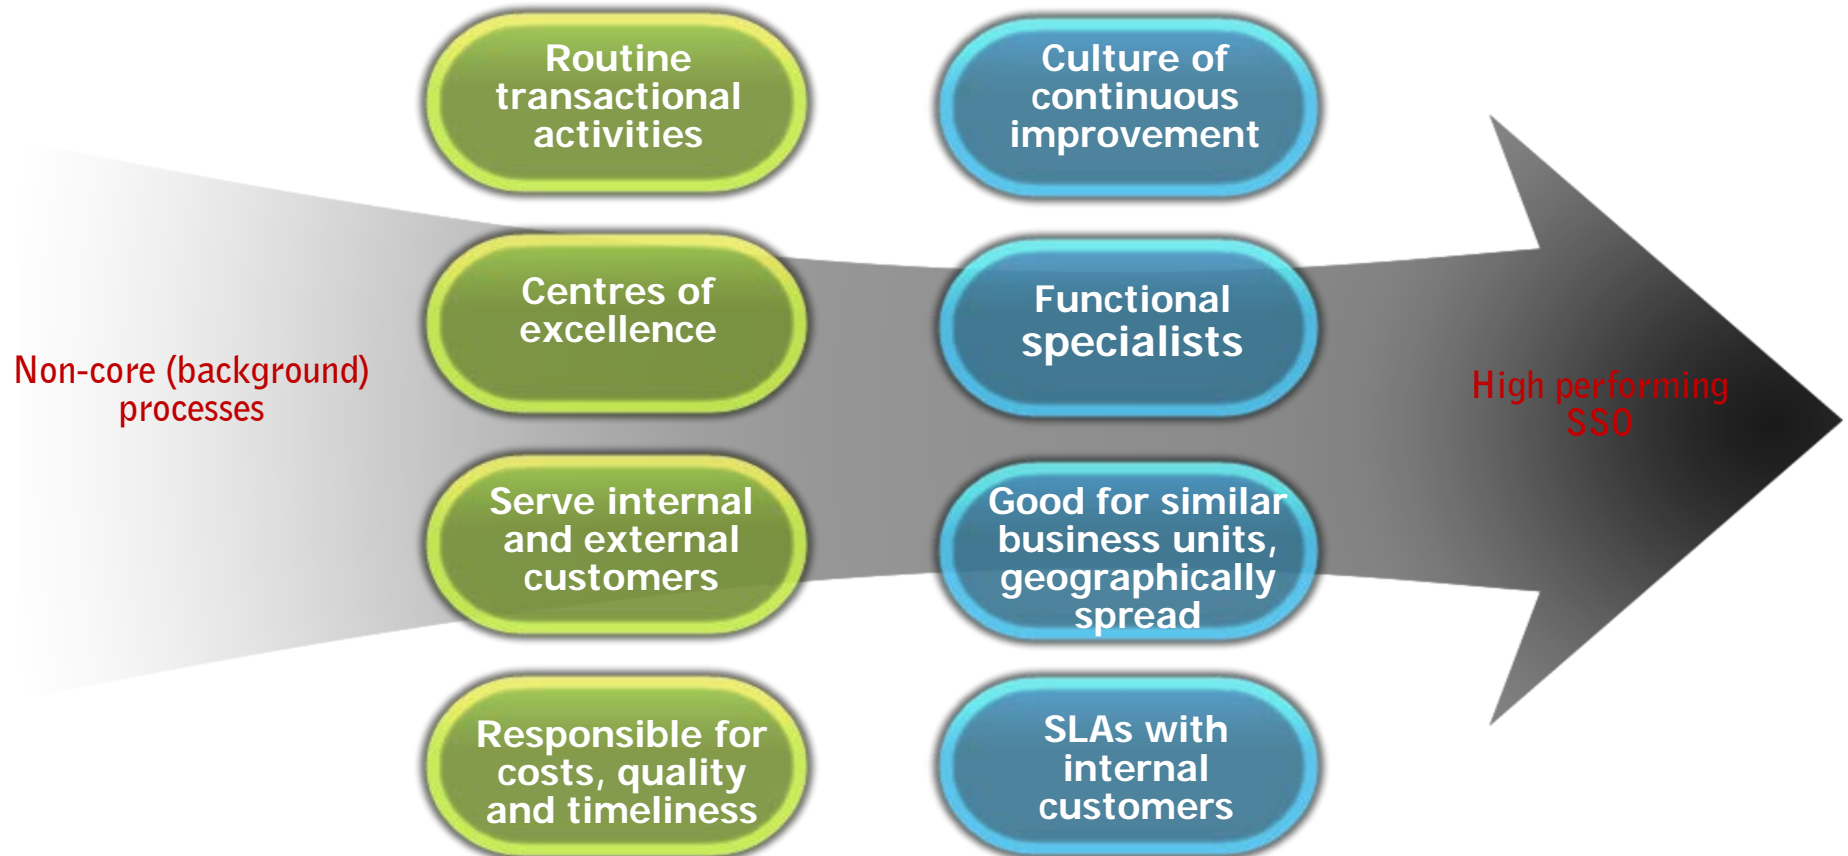 Non-core (background)
processes
Routine
transactional
activities
Centres of
excellence
Serve internal
and external
customers
Responsible for
costs, quality
and timeliness
Culture of
continuous
improvement
Functional
specialists
Good for similar
business units,
geographically
spread
SLAs with
internal
customers
High performing
SSO